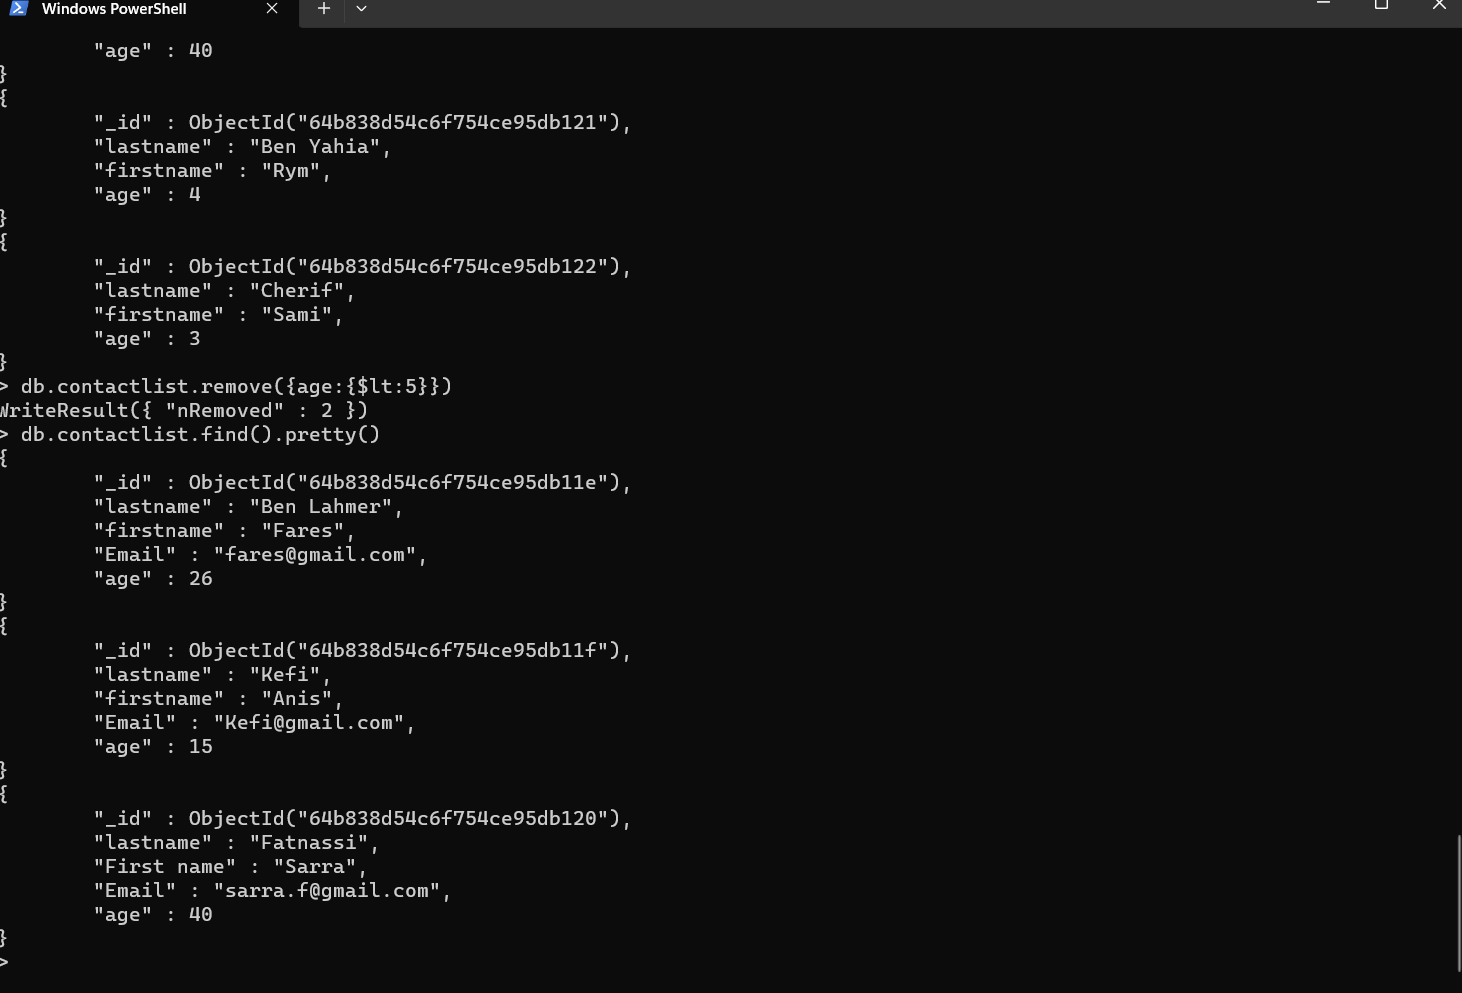 Windows PowerShell
"age" : 40
}
{
"_id" : ObjectId("64b838d54c6f754ce95db121"),
"lastname" : "Ben Yahia",
"firstname" : "Rym",
"age" : 4
}
{
"_id" : ObjectId("64b838d54c6f754ce95db122"),
"lastname" : "Cherif",
"firstname" : "Sami",
"age" : 3
}
> db.contactlist.remove({age:{$lt:5}})
WriteResult({ "nRemoved" : 2 })
> db.contactlist.find().pretty()
{
"_id" : ObjectId("64b838d54c6f754ce95db11e"),
"lastname" : "Ben Lahmer",
"firstname" : "Fares",
"Email" : "fares@gmail.com",
"age" : 26
}
{
"_id" : ObjectId("64b838d54c6f754ce95db11f"),
"lastname" : "Kefi",
"firstname" : "Anis",
"Email" : "Kefi@gmail.com",
"age" : 15
}
{
"_id" : ObjectId("64b838d54c6f754ce95db120"),
"lastname" : "Fatnassi",
"First name" : "Sarra",
"Email" : "sarra.f@gmail.com",
"age" : 40
}
>